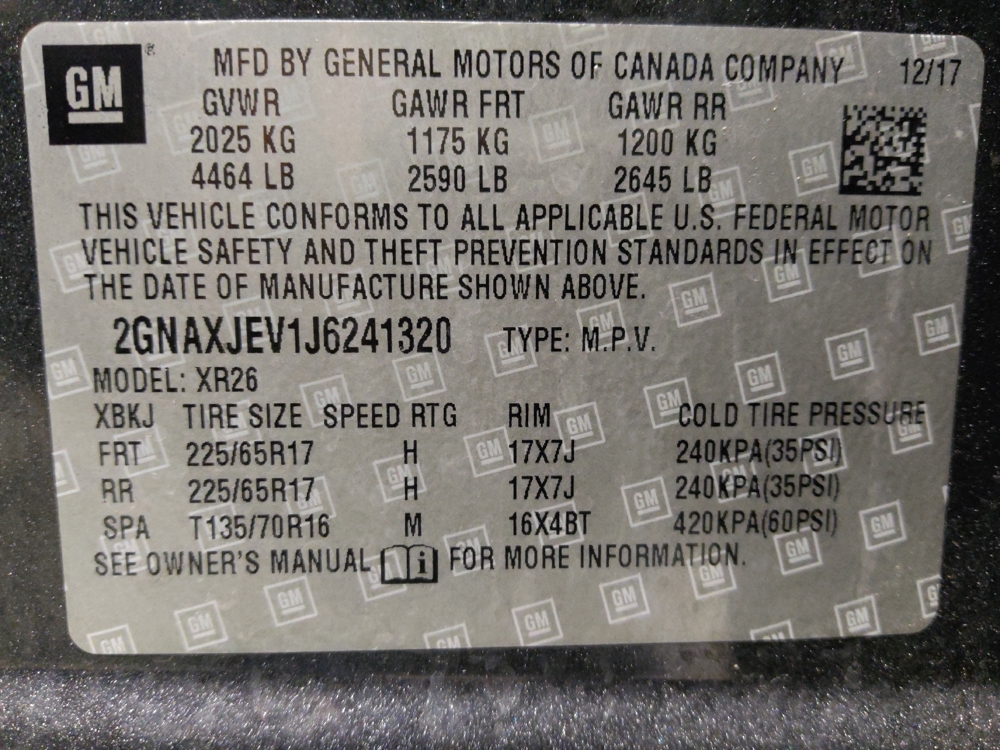 GM ® MFD BY GENERAL MOTORS OF CANADA COMPANY 12/17
GVWR GAWR FRT GAWR RR
2025 KG 1175 KG 1200 KG
4464 LB 2590 LB 2645 LB
THIS VEHICLE CONFORMS TO ALL APPLICABLE U.S. FEDERAL MOTOR
VEHICLE SAFETY AND THEFT PREVENTION STANDARDS IN EFFECT ON
THE DATE OF MANUFACTURE SHOWN ABOVE.
2GNAXJEV1J6241320 TYPE: M.P.V.
MODEL: XR26
XBKJ TIRE SIZE SPEED RTG RIM COLD TIRE PRESSURE
FRT 225/65R17 H 17X7J 240KPA(35PSI)
RR 225/65R17 H 17X7J 240KPA(35PSI)
SPA T135/70R16 M 16X4BT 420KPA(60PSI)
SEE OWNER'S MANUAL i FOR MORE INFORMATION.